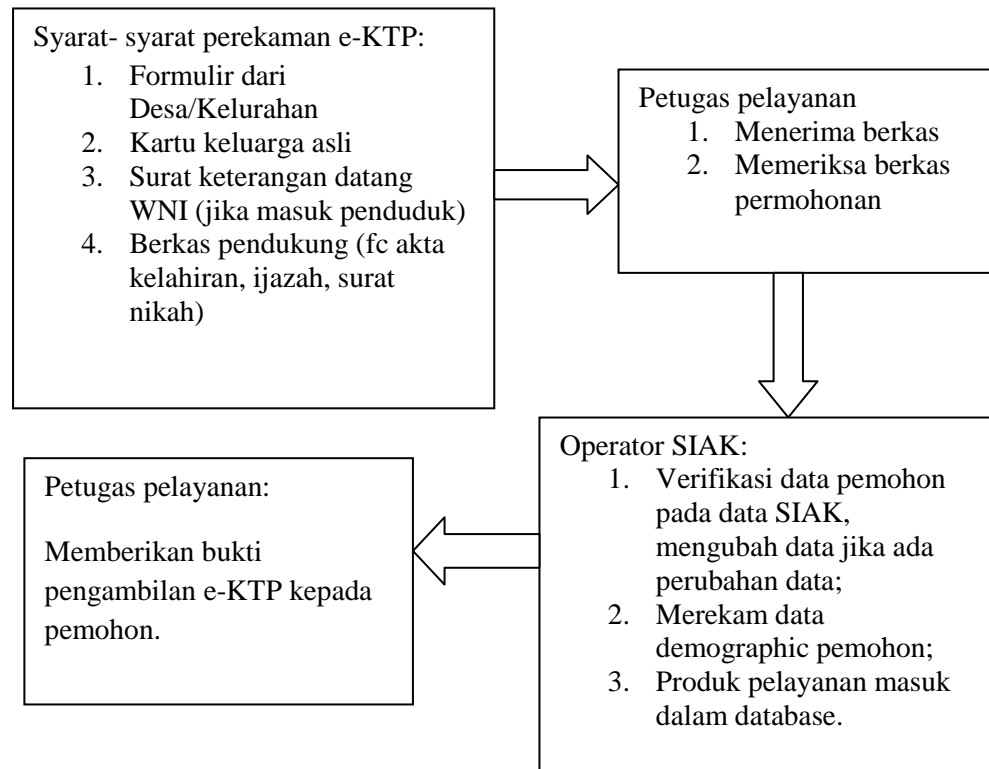 Syarat- syarat perekaman e-KTP:
1. Formulir dari
Desa/Kelurahan
2. Kartu keluarga asli
3. Surat keterangan datang
WNI (jika masuk penduduk)
4. Berkas pendukung (fc akta
kelahiran, ijazah, surat
nikah)
Petugas pelayanan
1. Menerima berkas
2. Memeriksa berkas
permohonan
Operator SIAK:
1. Verifikasi data pemohon
pada data SIAK,
mengubah data jika ada
perubahan data;
2. Merekam data
demographic pemohon;
3. Produk pelayanan masuk
dalam database.
Petugas pelayanan:
Memberikan bukti
pengambilan e-KTP kepada
pemohon.